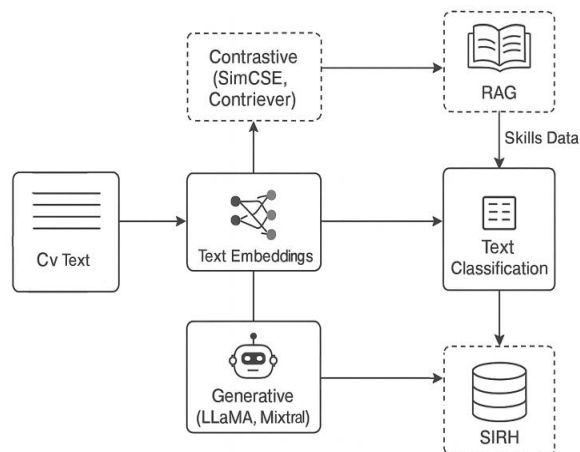 Contrastive
(SimCSE,
Contriever)
RAG
Skills Data
Cv Text
Text Embeddings
Text
Classification
Generative
(LLaMA, Mixtral)
SIRH